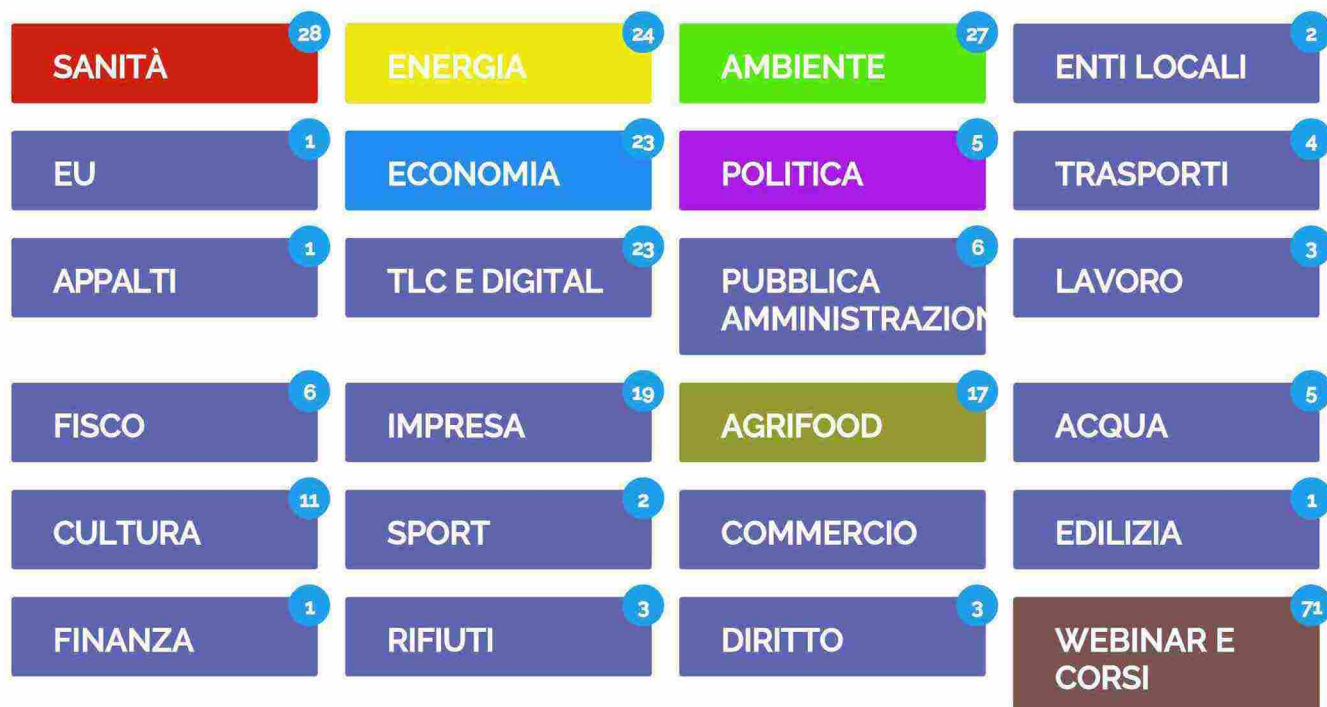 28 24 27 2
SANITÀ ENERGIA AMBIENTE ENTI LOCALI
1 23 5 4
EU ECONOMIA POLITICA TRASPORTI
1 23 6 3
APPALTI TLC E DIGITAL PUBBLICA LAVORO
AMMINISTRAZION
6 19 17 5
FISCO IMPRESA AGRIFOOD ACQUA
11 2 1
CULTURA SPORT COMMERCIO EDILIZIA
1 3 3 71
FINANZA RIFIUTI DIRITTO WEBINAR E
CORSI